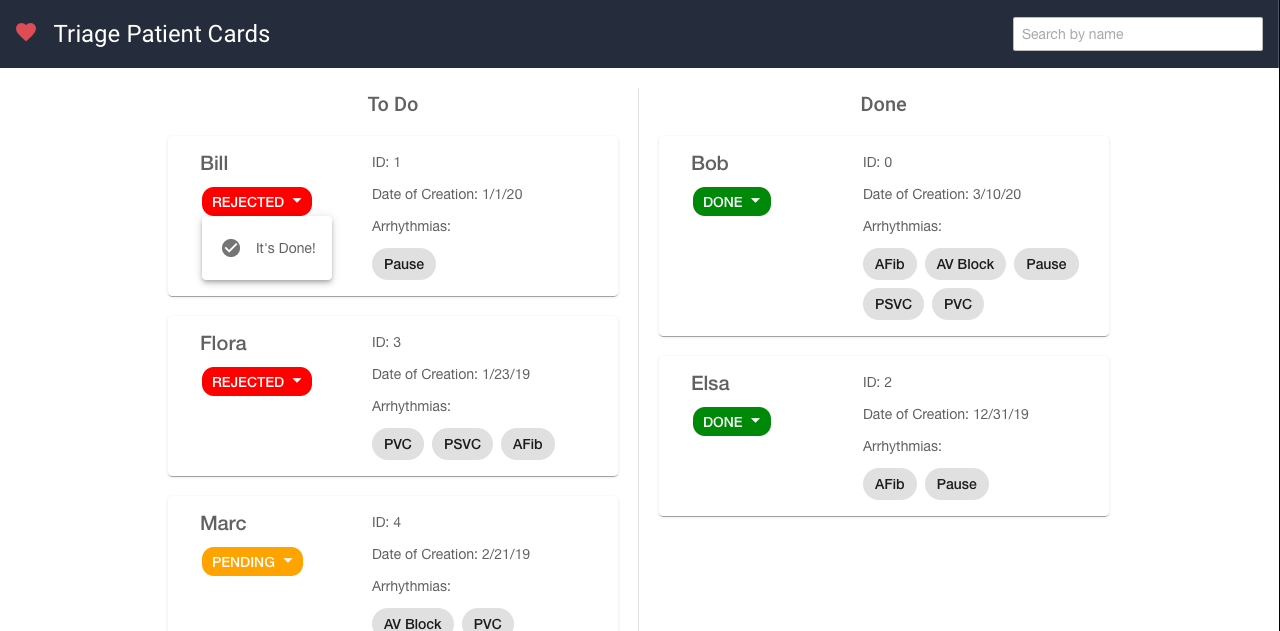 Triage Patient Cards
Search by name
To Do
Bill
REJECTED
It's Done!
ID: 1
Date of Creation: 1/1/20
Arrhythmias:
Pause
Flora
REJECTED
ID: 3
Date of Creation: 1/23/19
Arrhythmias:
PVC PSVC AFib
Marc
PENDING
ID: 4
Date of Creation: 2/21/19
Arrhythmias:
AV Block PVC
Done
Bob
DONE
ID: 0
Date of Creation: 3/10/20
Arrhythmias:
AFib AV Block Pause
PSVC PVC
Elsa
DONE
ID: 2
Date of Creation: 12/31/19
Arrhythmias:
AFib Pause